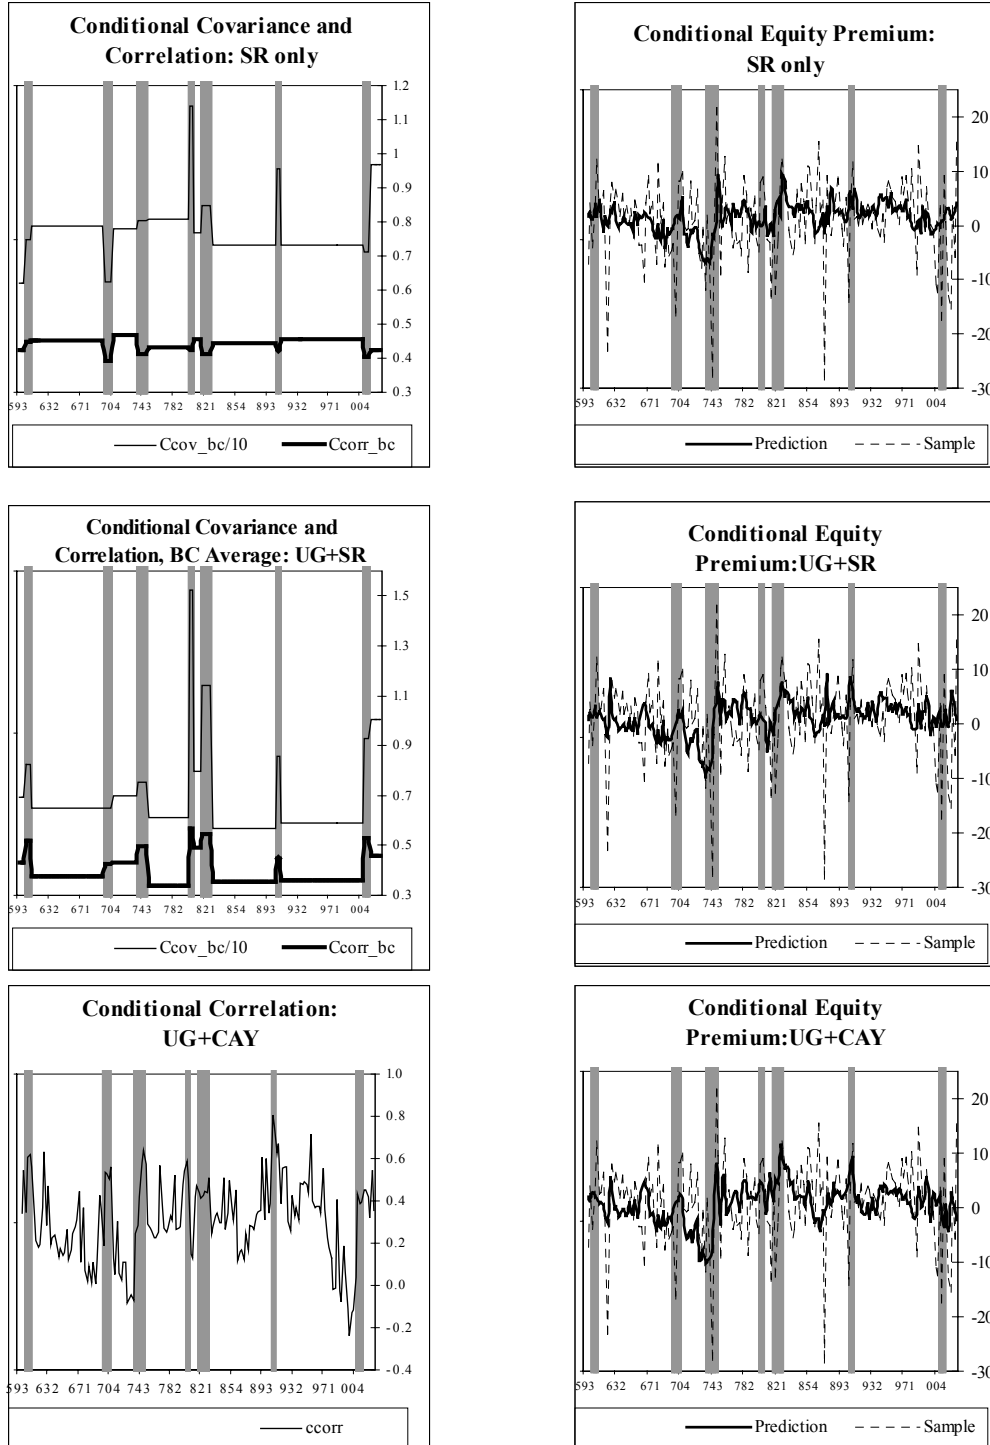 Conditional Covariance and
Correlation: SR only
1.2
1.1
1
0.9
0.8
0.7
0.6
0.5
0.4
0.3
593 632 671 704 743 782 821 854 893 932 971 004
Ccov_bc/10 Ccorr_bc
Conditional Equity Premium:
SR only
20
10
0
-10
-20
-30
593 632 671 704 743 782 821 854 893 932 971 004
Prediction Sample
Conditional Covariance and
Correlation, BC Average: UG+SR
1.5
1.3
1.1
0.9
0.7
0.5
0.3
593 632 671 704 743 782 821 854 893 932 971 004
Ccov_bc/10 Ccorr_bc
Conditional Equity
Premium:UG+SR
20
10
0
-10
-20
-30
593 632 671 704 743 782 821 854 893 932 971 004
Prediction Sample
Conditional Correlation:
UG+CAY
1.0
0.8
0.6
0.4
0.2
0.0
-0.2
-0.4
593 632 671 704 743 782 821 854 893 932 971 004
ccorr
Conditional Equity
Premium:UG+CAY
20
10
0
-10
-20
-30
593 632 671 704 743 782 821 854 893 932 971 004
Prediction Sample